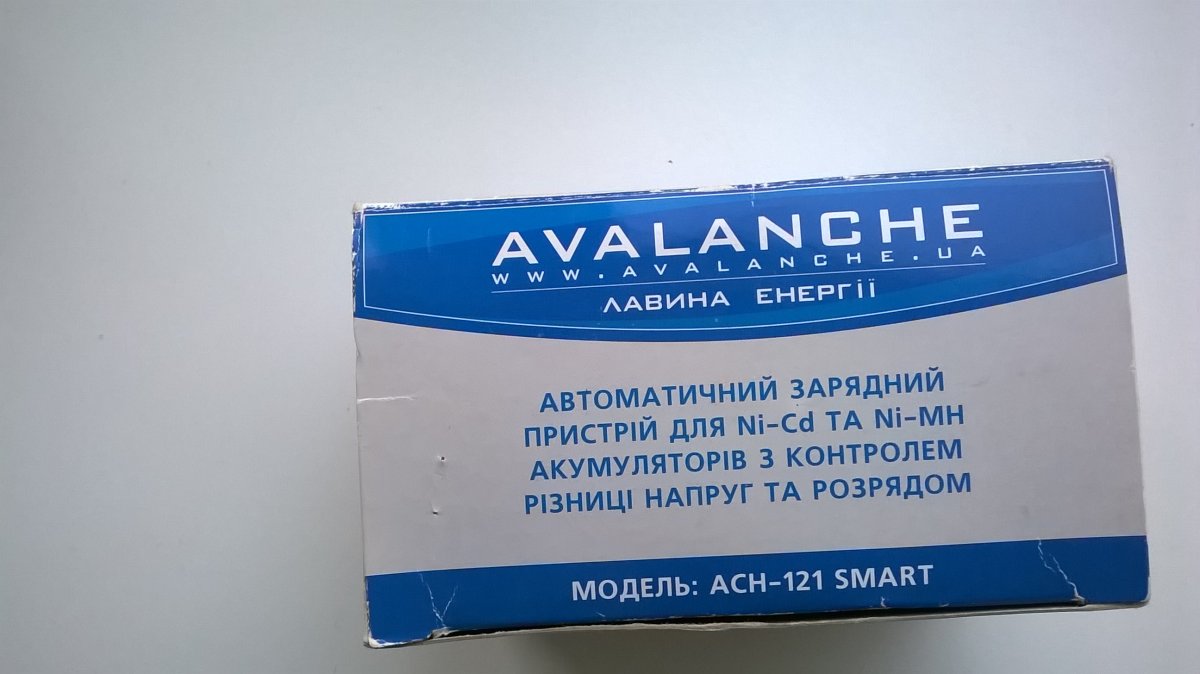 AVALANCHE
WWW.AVALANCHE.UA
ЛАВИНА ЕНЕРГІЇ
АВТОМАТИЧНИЙ ЗАРЯДНИЙ
ПРИСТРІЙ ДЛЯ Ni-Cd ТА Ni-MH
АКУМУЛЯТОРІВ З КОНТРОЛЕМ
РІЗНИЦІ НАПРУГ ТА РОЗРЯДОМ
МОДЕЛЬ: ACH-121 SMART